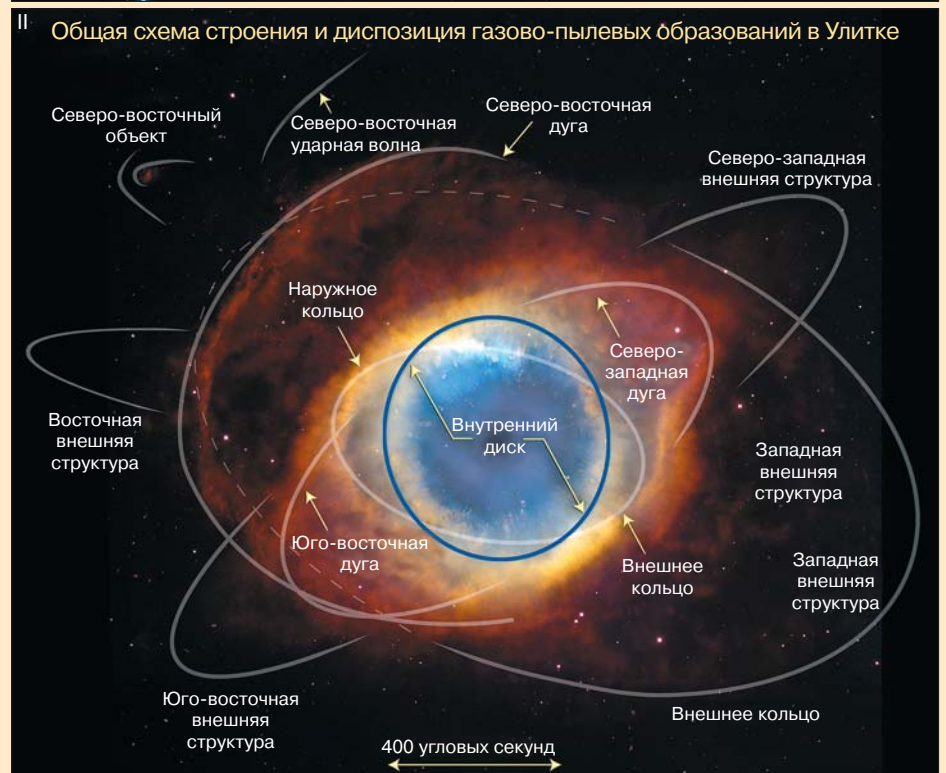 II
Общая схема строения и диспозиция газово-пылевых образований в Улитке
Северо-восточный
объект
Северо-восточная
ударная волна
Северо-восточная
дуга
Северо-западная
внешняя структура
Наружное
кольцо
Северо-
западная
дуга
Внутренний
диск
Восточная
внешняя
структура
Западная
внешняя
структура
Юго-восточная
дуга
Внешнее
кольцо
Западная
внешняя
структура
Юго-восточная
внешняя
структура
Внешнее кольцо
400 угловых секунд